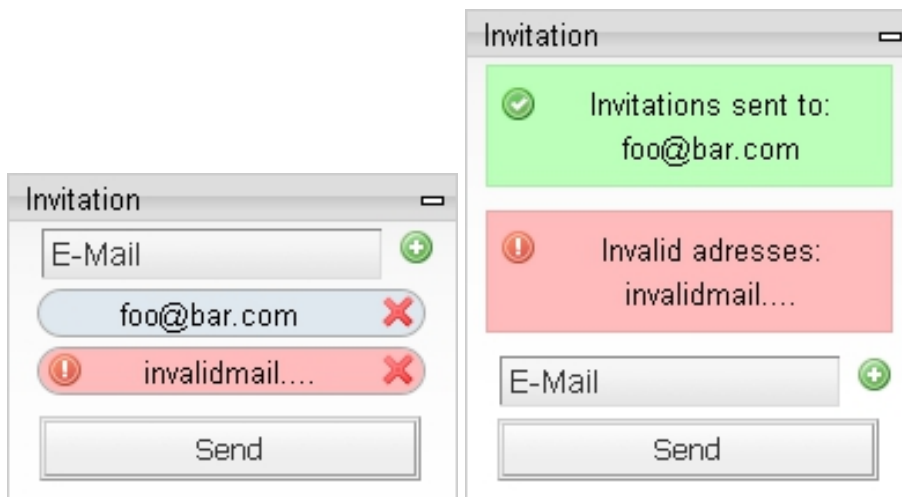 Invitation
E-Mail
foo@bar.com
invalidmail....
Send
Invitation
Invitations sent to:
foo@bar.com
Invalid adresses:
invalidmail....
E-Mail
Send